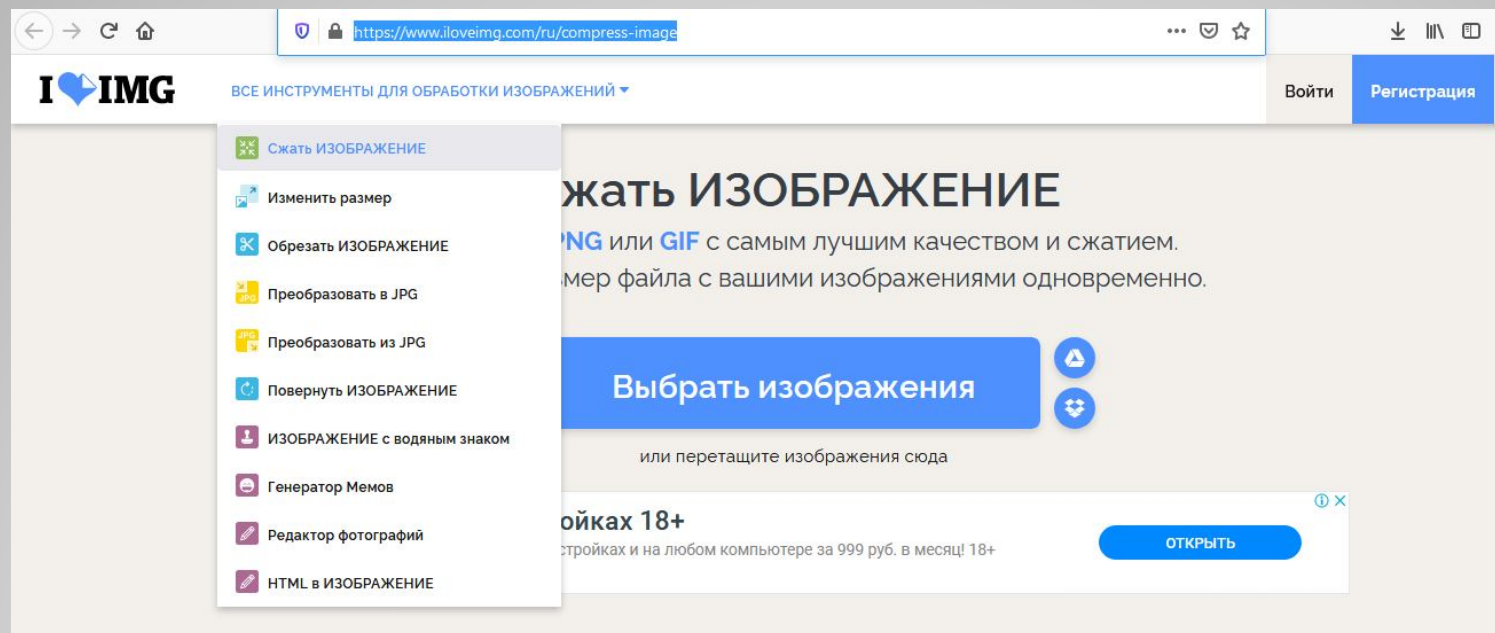 https://www.iloveimg.com/ru/compress-image
I IMG
ВСЕ ИНСТРУМЕНТЫ ДЛЯ ОБРАБОТКИ ИЗОБРАЖЕНИЙ
Войти
Регистрация
Сжать ИЗОБРАЖЕНИЕ
Изменить размер
Обрезать ИЗОБРАЖЕНИЕ
Преобразовать в JPG
Преобразовать из JPG
Повернуть ИЗОБРАЖЕНИЕ
ИЗОБРАЖЕНИЕ с водяным знаком
Генератор Мемов
Редактор фотографий
HTML в ИЗОБРАЖЕНИЕ
жать ИЗОБРАЖЕНИЕ
PNG или GIF с самым лучшим качеством и сжатием.
мер файла с вашими изображениями одновременно.
Выбрать изображения
или перетащите изображения сюда
ойках 18+
стройках и на любом компьютере за 999 руб. в месяц! 18+
ОТКРЫТЬ